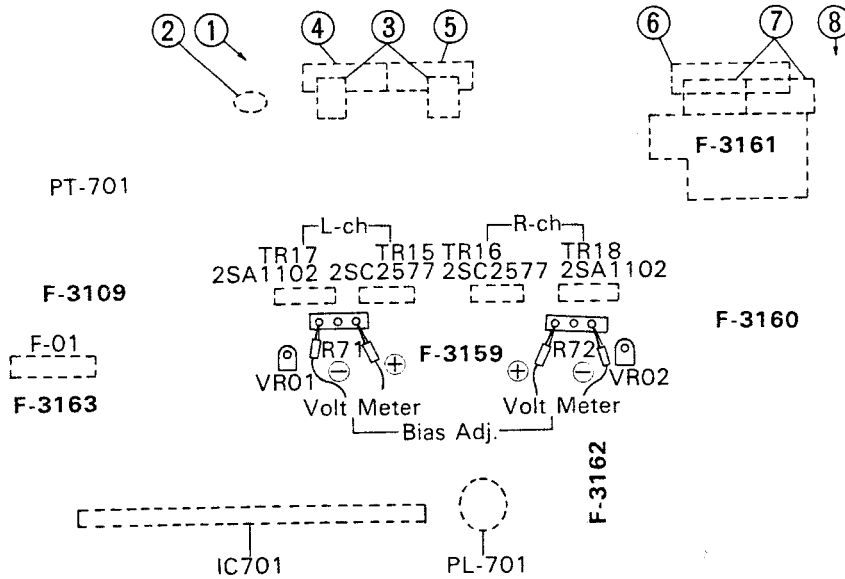 ② ① ④ ③ ⑤ ⑥ ⑦ ⑧
F-3161
PT-701
L-ch R-ch
TR17 TR15 TR16 TR18
2SA1102 2SC2577 2SC2577 2SA1102
F-3109
F-3160
F-01
R71 F-3159 R72
VR01 ⊖ ⊕ ⊕ ⊖ VR02
F-3163
Volt Meter Volt Meter
Bias Adj.
F-3162
IC701 PL-701